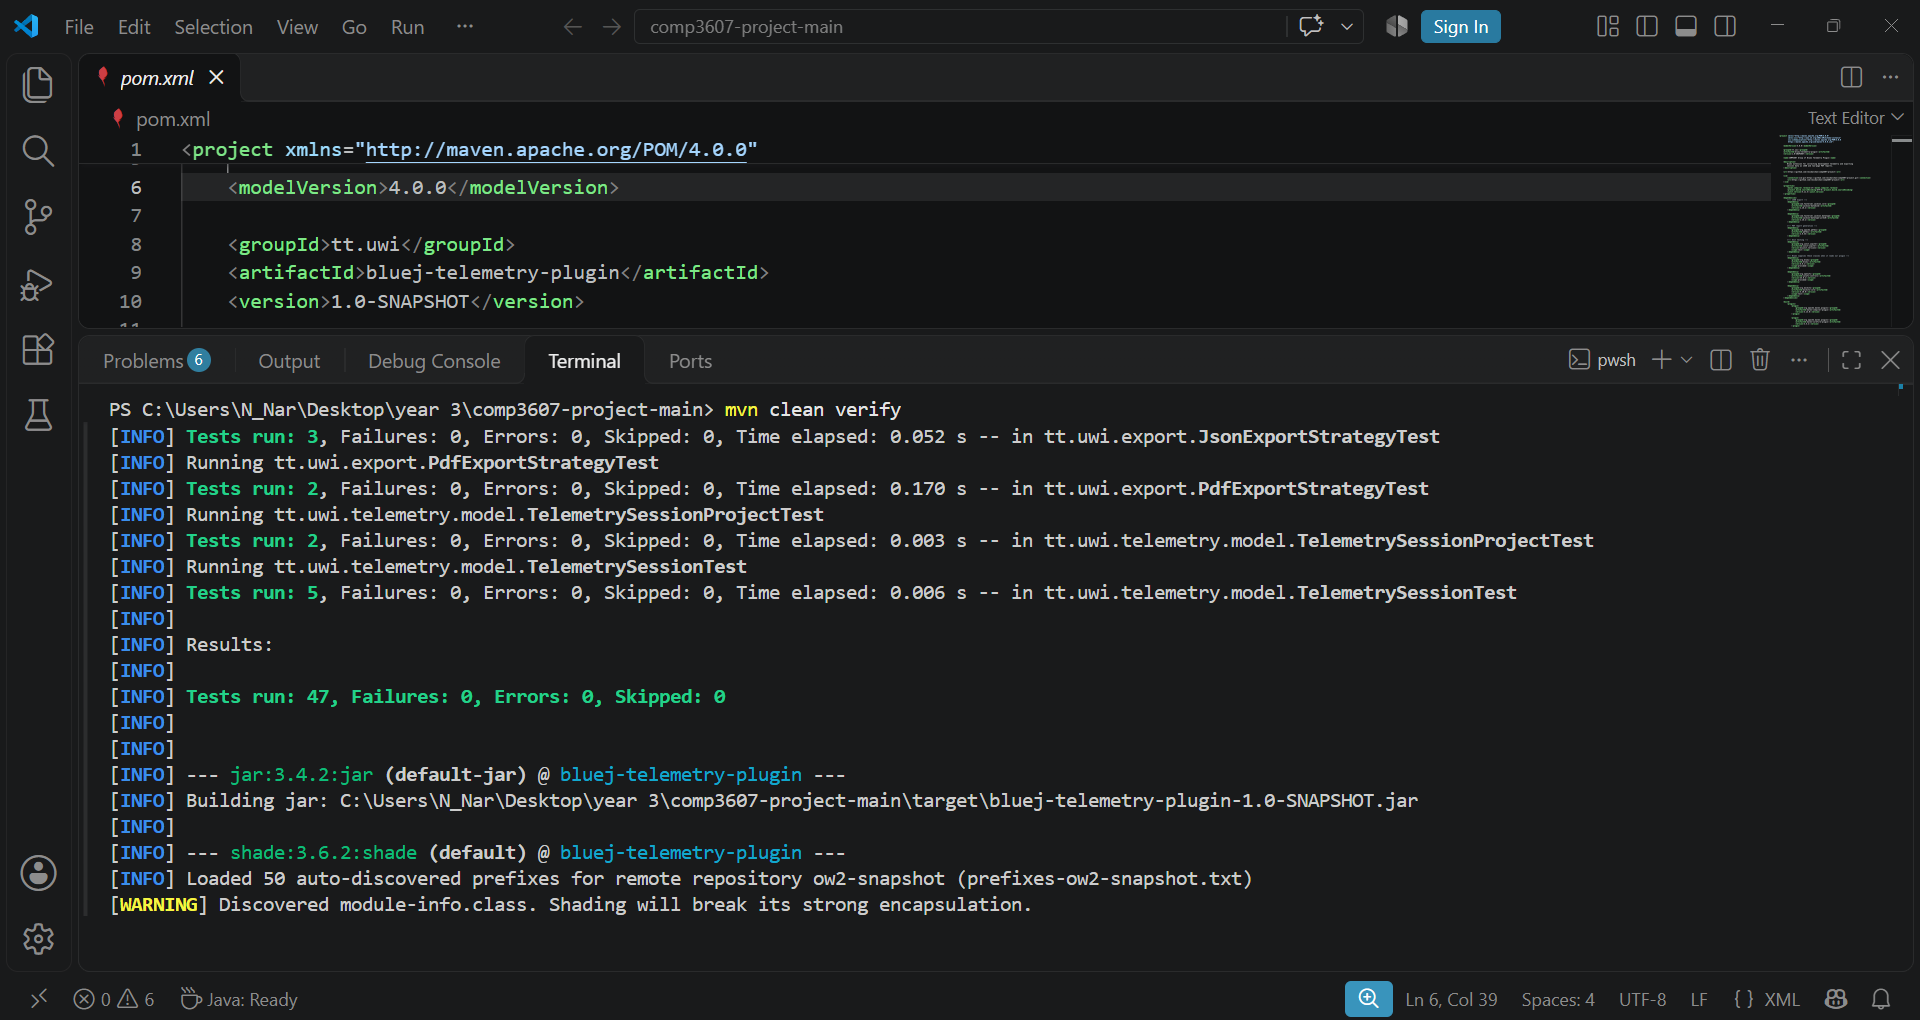 File Edit Selection View Go Run ··· comp3607-project-main Sign In
pom.xml
pom.xml Text Editor
1 <project xmlns="http://maven.apache.org/POM/4.0.0"
6 <modelVersion>4.0.0</modelVersion>
7
8 <groupId>tt.uwi</groupId>
9 <artifactId>bluej-telemetry-plugin</artifactId>
10 <version>1.0-SNAPSHOT</version>
11
Problems 6 Output Debug Console Terminal Ports pwsh
PS C:\Users\N_Nar\Desktop\year 3\comp3607-project-main> mvn clean verify
[INFO] Tests run: 3, Failures: 0, Errors: 0, Skipped: 0, Time elapsed: 0.052 s -- in tt.uwi.export.JsonExportStrategyTest
[INFO] Running tt.uwi.export.PdfExportStrategyTest
[INFO] Tests run: 2, Failures: 0, Errors: 0, Skipped: 0, Time elapsed: 0.170 s -- in tt.uwi.export.PdfExportStrategyTest
[INFO] Running tt.uwi.telemetry.model.TelemetrySessionProjectTest
[INFO] Tests run: 2, Failures: 0, Errors: 0, Skipped: 0, Time elapsed: 0.003 s -- in tt.uwi.telemetry.model.TelemetrySessionProjectTest
[INFO] Running tt.uwi.telemetry.model.TelemetrySessionTest
[INFO] Tests run: 5, Failures: 0, Errors: 0, Skipped: 0, Time elapsed: 0.006 s -- in tt.uwi.telemetry.model.TelemetrySessionTest
[INFO]
[INFO] Results:
[INFO]
[INFO] Tests run: 47, Failures: 0, Errors: 0, Skipped: 0
[INFO]
[INFO]
[INFO] --- jar:3.4.2:jar (default-jar) @ bluej-telemetry-plugin ---
[INFO] Building jar: C:\Users\N_Nar\Desktop\year 3\comp3607-project-main\target\bluej-telemetry-plugin-1.0-SNAPSHOT.jar
[INFO]
[INFO] --- shade:3.6.2:shade (default) @ bluej-telemetry-plugin ---
[INFO] Loaded 50 auto-discovered prefixes for remote repository ow2-snapshot (prefixes-ow2-snapshot.txt)
[WARNING] Discovered module-info.class. Shading will break its strong encapsulation.
0 6 Java: Ready Ln 6, Col 39 Spaces: 4 UTF-8 LF { } XML